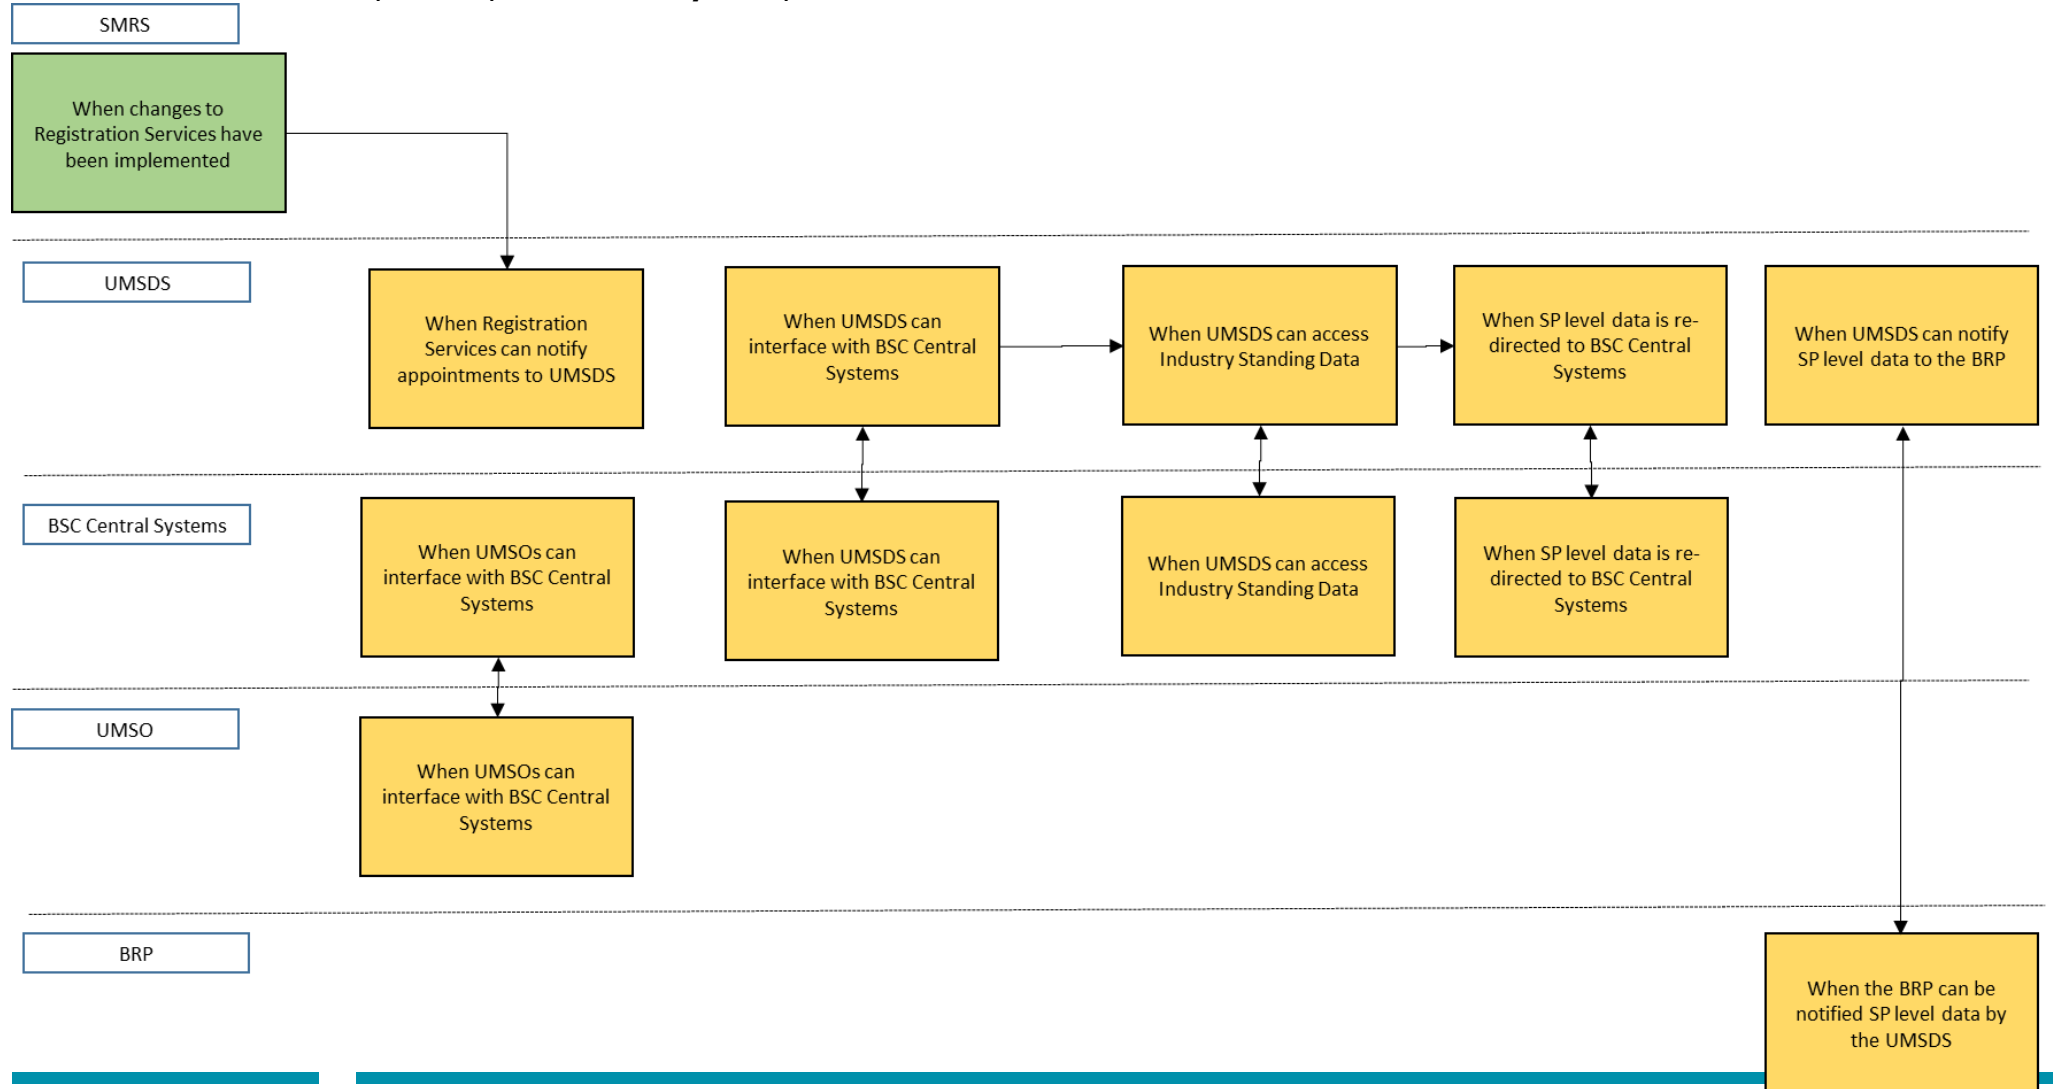 SMRS
When changes to
Registration Services have
been implemented
UMSDS
When Registration
Services can notify
appointments to UMSDS
When UMSDS can
interface with BSC Central
Systems
When UMSDS can access
Industry Standing Data
When SP level data is re-
directed to BSC Central
Systems
When UMSDS can notify
SP level data to the BRP
BSC Central Systems
When UMSOs can
interface with BSC Central
Systems
When UMSDS can
interface with BSC Central
Systems
When UMSDS can access
Industry Standing Data
When SP level data is re-
directed to BSC Central
Systems
UMSO
When UMSOs can
interface with BSC Central
Systems
BRP
When the BRP can be
notified SP level data by
the UMSDS